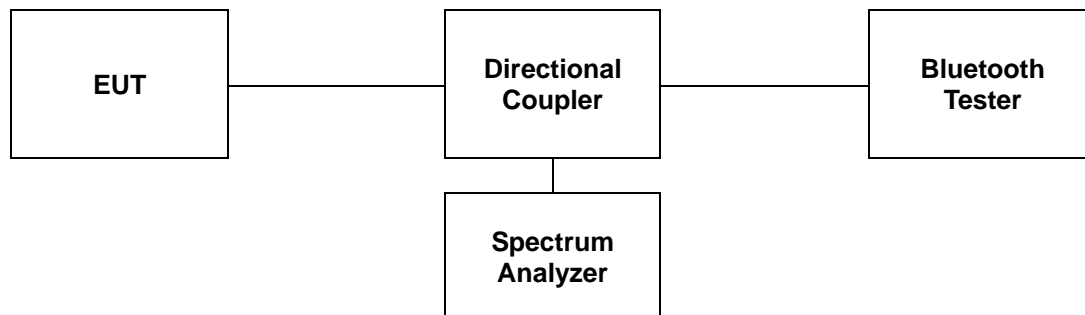 EUT
Directional
Coupler
Bluetooth
Tester
Spectrum
Analyzer